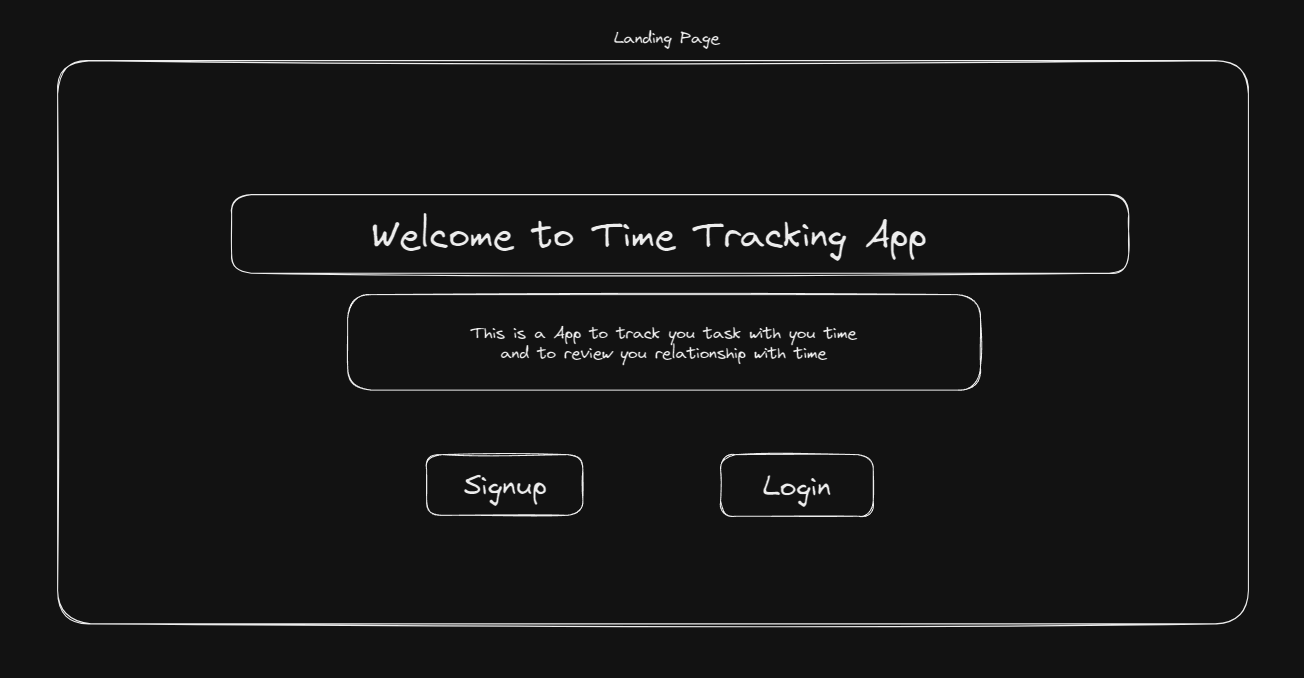 Landing Page
Welcome to Time Tracking App
This is a App to track you task with you time
and to review you relationship with time
Signup
Login